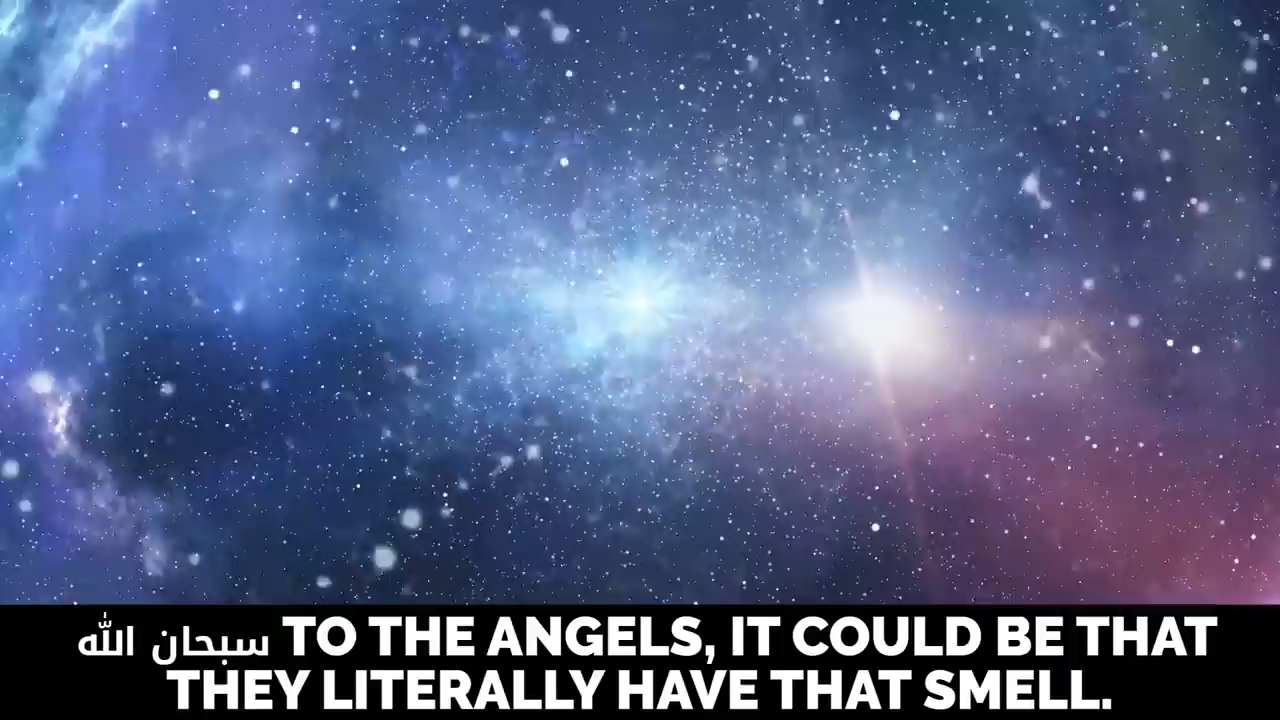 سبحان الله TO THE ANGELS, IT COULD BE THAT
THEY LITERALLY HAVE THAT SMELL.